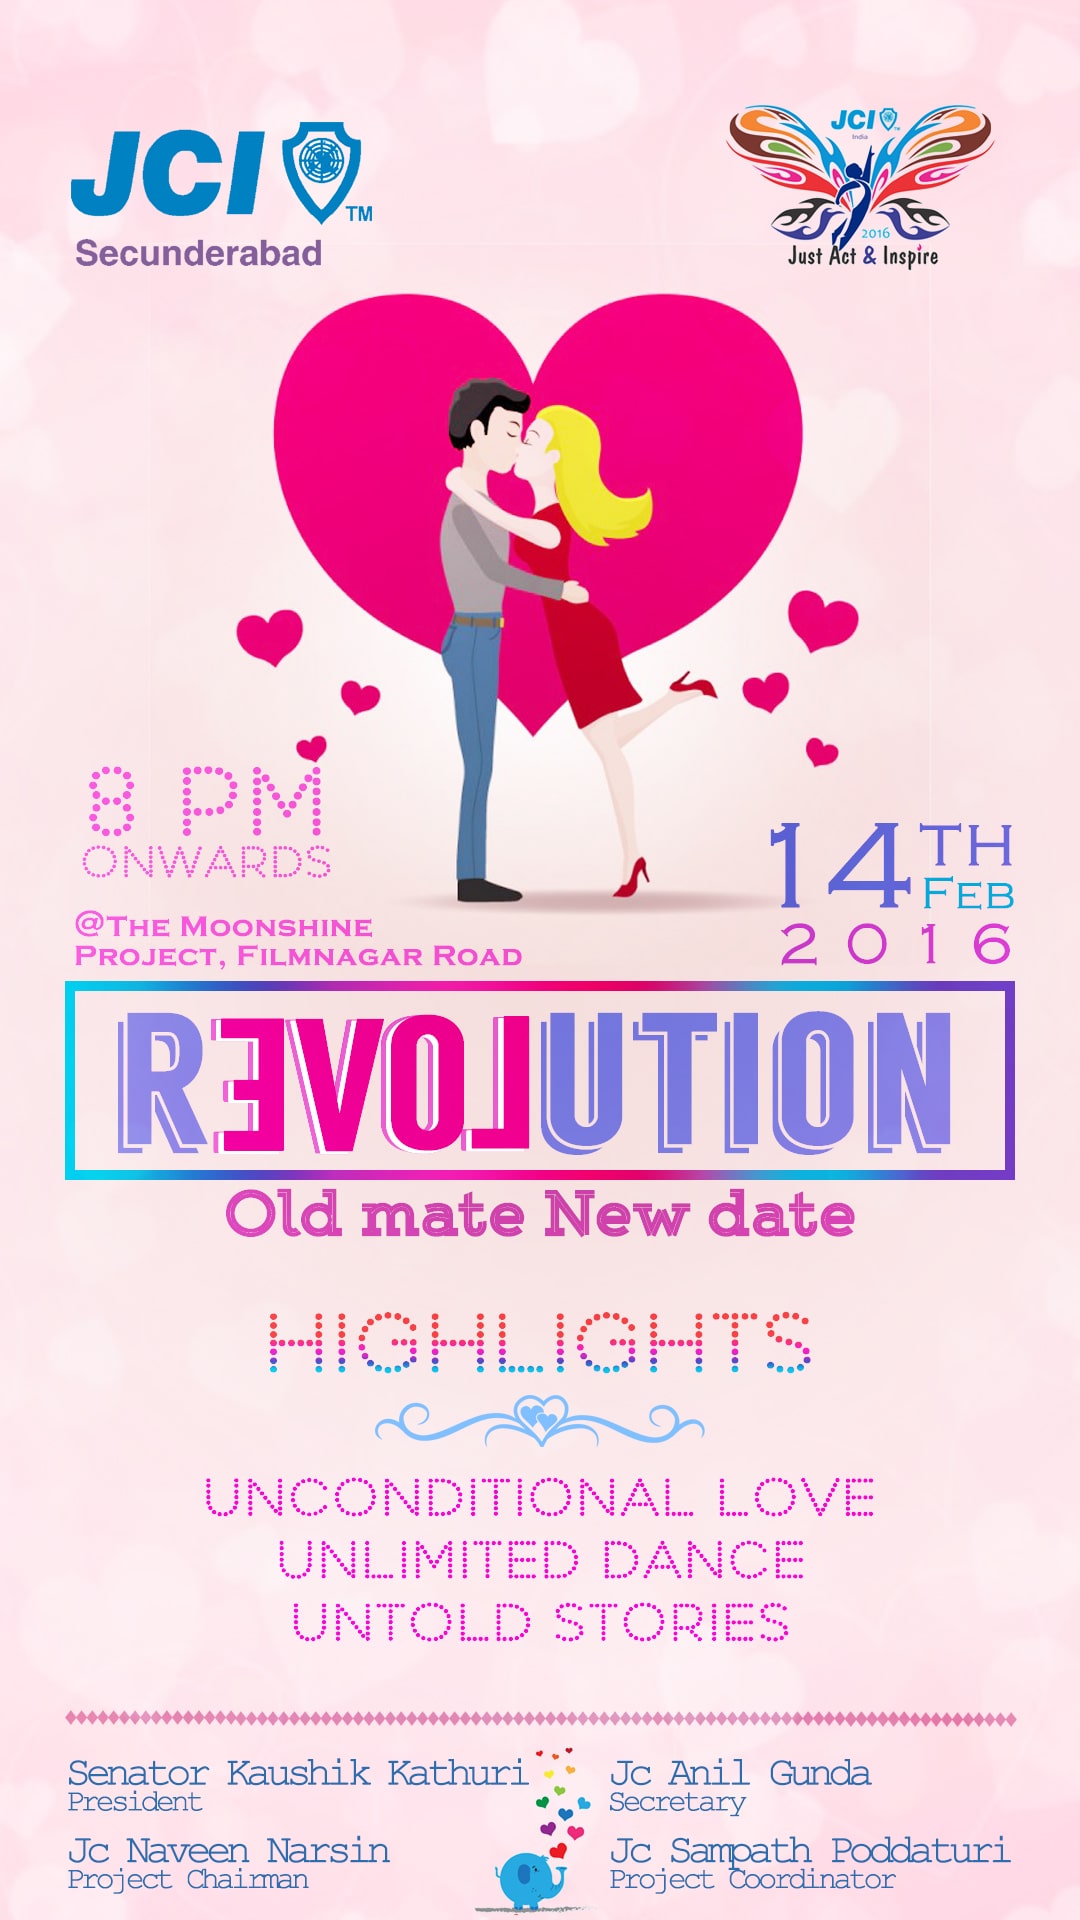 JCI TM
Secunderabad
JCI TM
India
2016
Just Act & Inspire
8 PM
ONWARDS
@THE MOONSHINE
PROJECT, FILMNAGAR ROAD
14TH
FEB
2016
REVOLUTION
Old mate New date
HIGHLIGHTS
UNCONDITIONAL LOVE
UNLIMITED DANCE
UNTOLD STORIES
Senator Kaushik Kathuri
President
Jc Anil Gunda
Secretary
Jc Naveen Narsin
Project Chairman
Jc Sampath Poddaturi
Project Coordinator